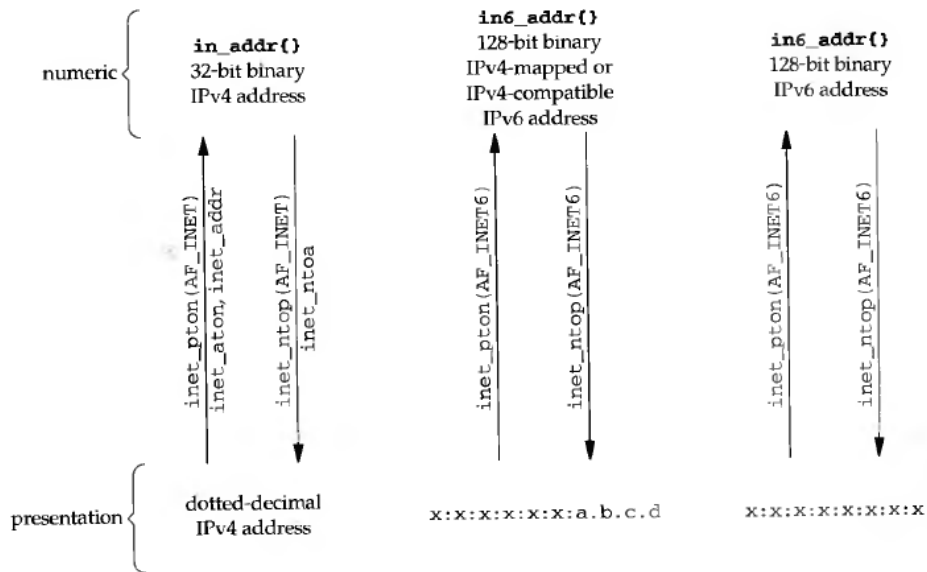 numeric
in_addr{}
32-bit binary
IPv4 address
in6_addr{}
128-bit binary
IPv4-mapped or
IPv4-compatible
IPv6 address
in6_addr{}
128-bit binary
IPv6 address
inet_pton(AF_INET)
inet_aton, inet_addr
inet_ntop(AF_INET)
inet_ntoa
inet_pton(AF_INET6)
inet_ntop(AF_INET6)
inet_pton(AF_INET6)
inet_ntop(AF_INET6)
presentation
dotted-decimal
IPv4 address
x:x:x:x:x:x:a.b.c.d
x:x:x:x:x:x:x:x